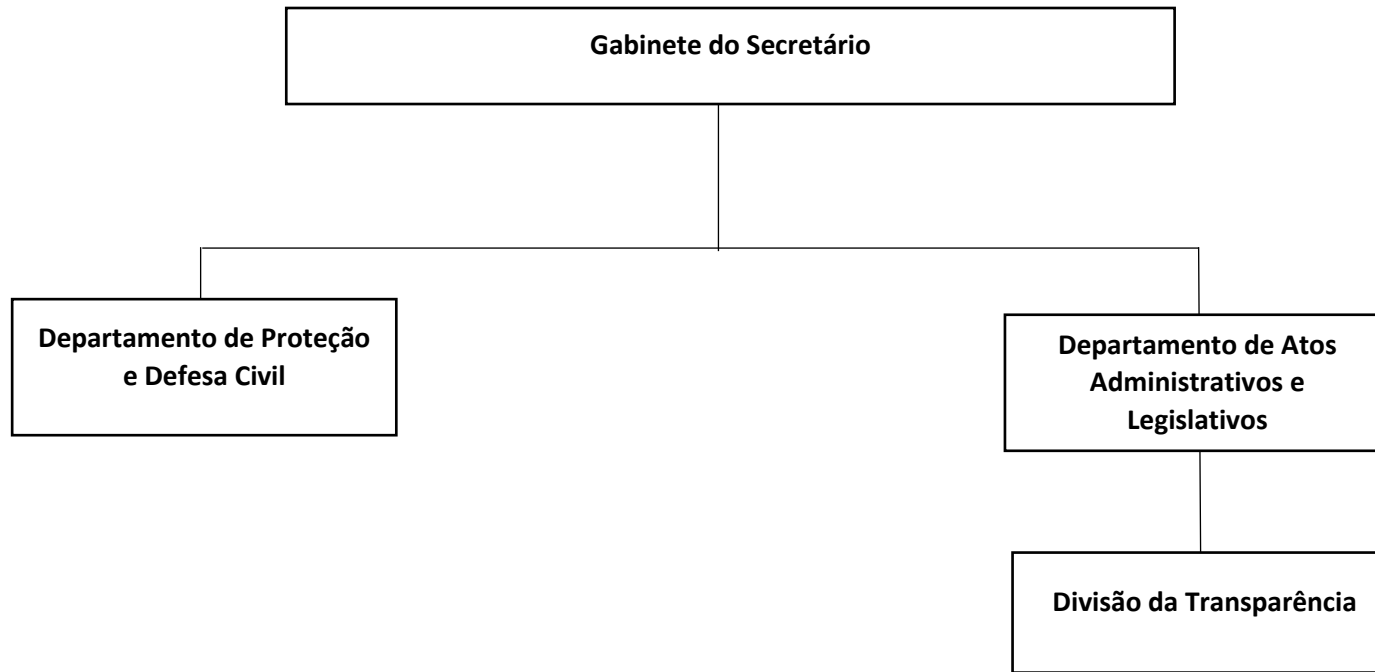 Gabinete do Secretário
Departamento de Proteção
e Defesa Civil
Departamento de Atos
Administrativos e
Legislativos
Divisão da Transparência